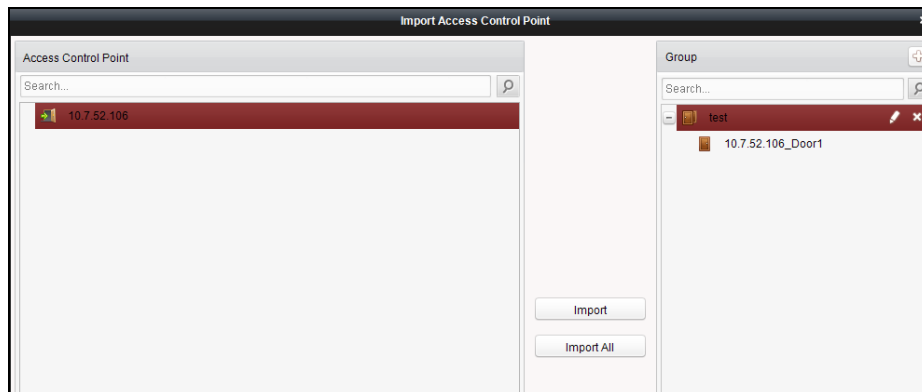 Import Access Control Point
Access Control Point
Search...
10.7.52.106
Import
Import All
Group
Search...
test
10.7.52.106_Door1